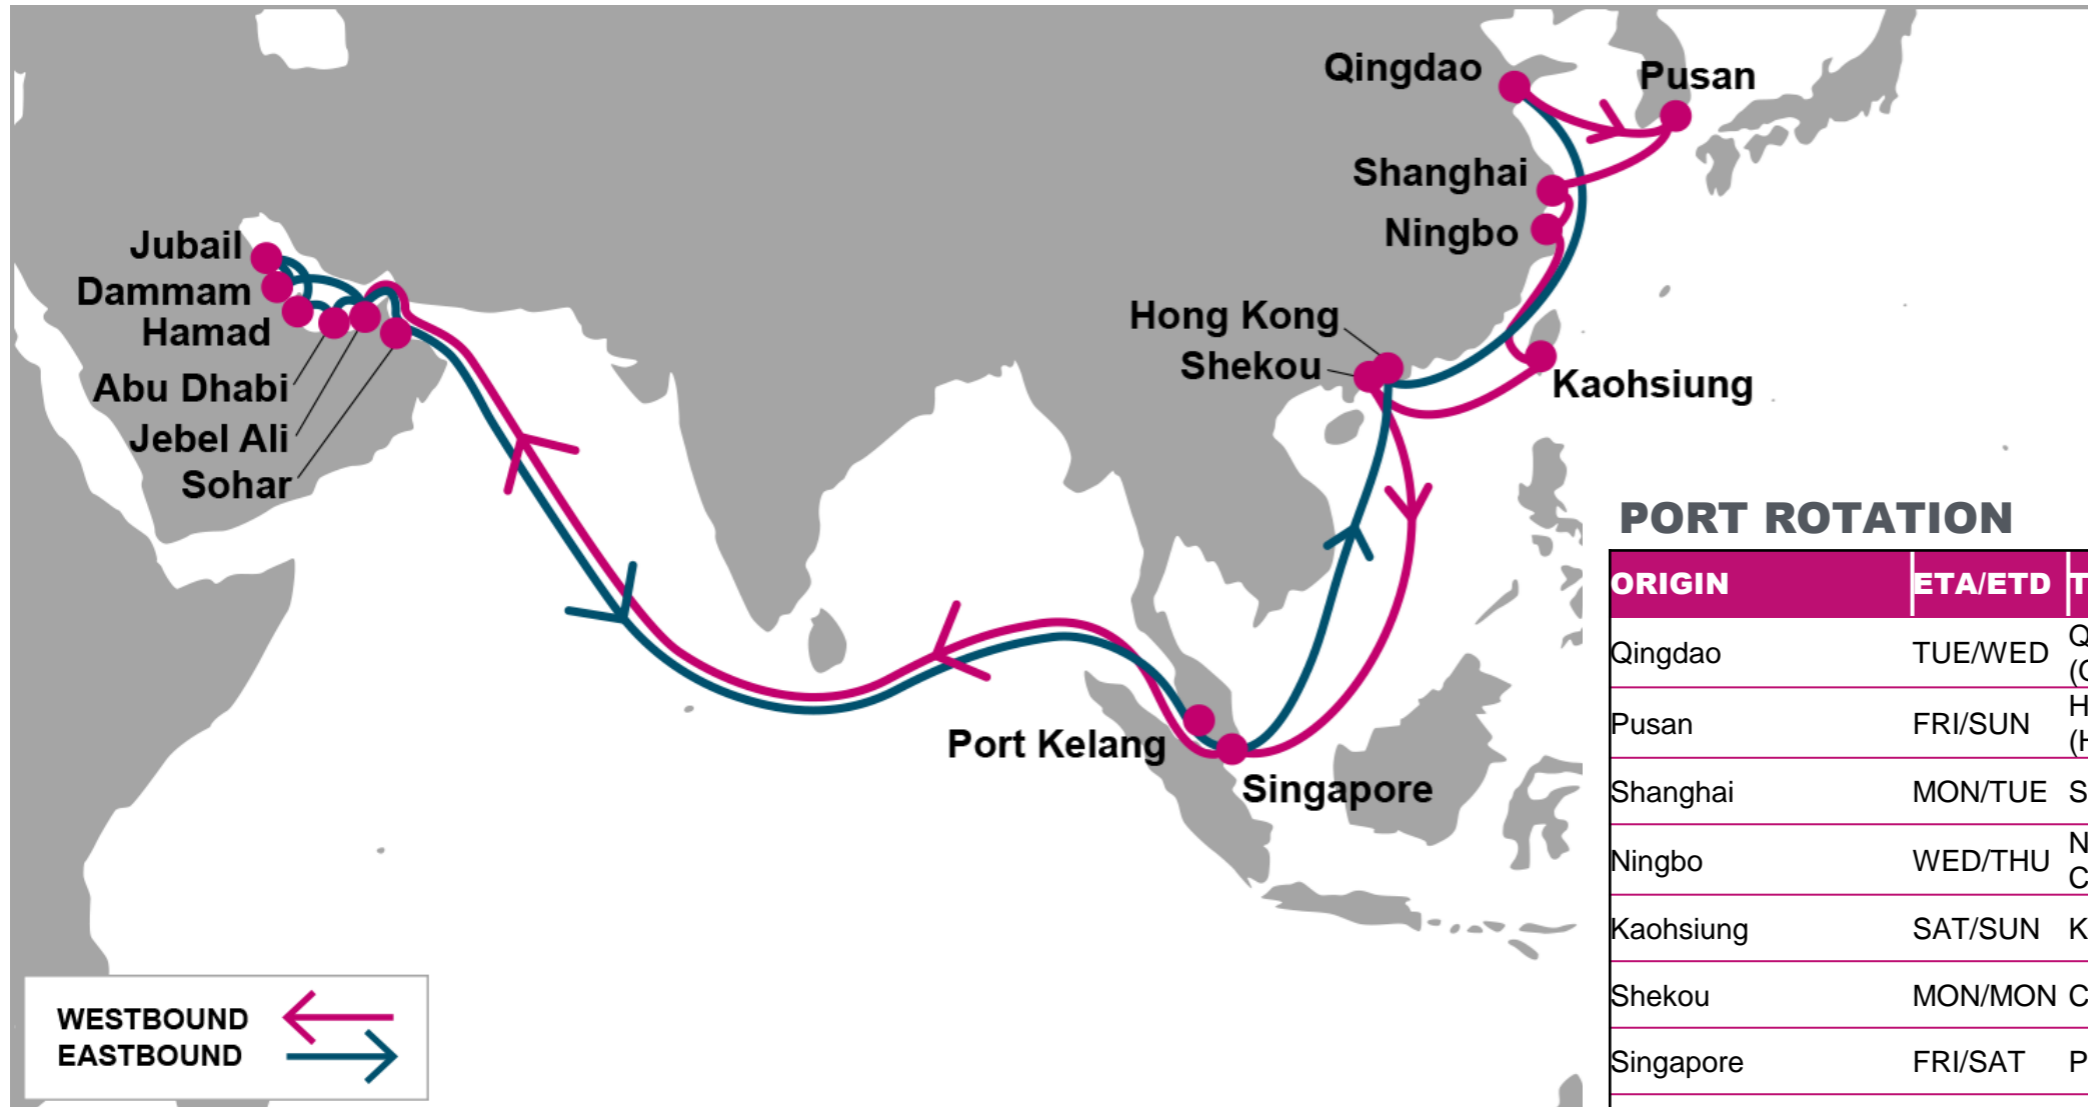 Qingdao
Pusan
Shanghai
Ningbo
Jubail
Dammam
Hamad
Abu Dhabi
Jebel Ali
Sohar
Hong Kong
Shekou
Kaohsiung
Port Kelang
Singapore
WESTBOUND
EASTBOUND
PORT ROTATION
ORIGIN ETA/ETD
Qingdao TUE/WED
Pusan FRI/SUN
Shanghai MON/TUE
Ningbo WED/THU
Kaohsiung SAT/SUN
Shekou MON/MON
Singapore FRI/SAT